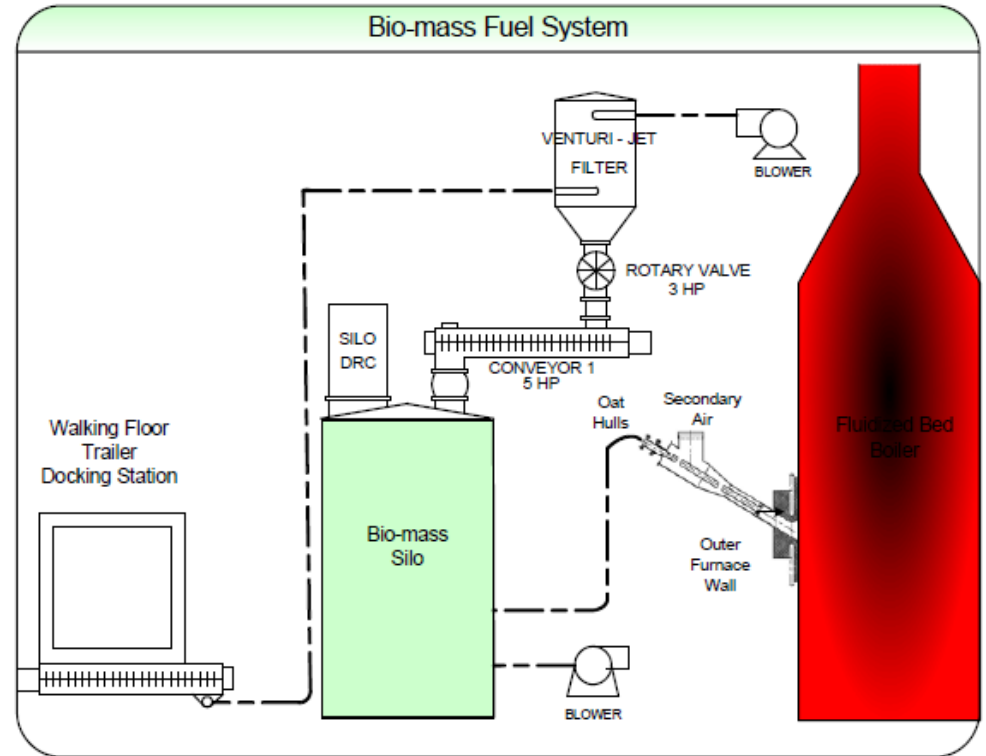 Bio-mass Fuel System
VENTURI - JET
FILTER
BLOWER
ROTARY VALVE
3 HP
SILO
DRC
CONVEYOR 1
5 HP
Oat
Hulls
Secondary
Air
Fluidized Bed
Boiler
Walking Floor
Trailer
Docking Station
Bio-mass
Silo
Outer
Furnace
Wall
BLOWER